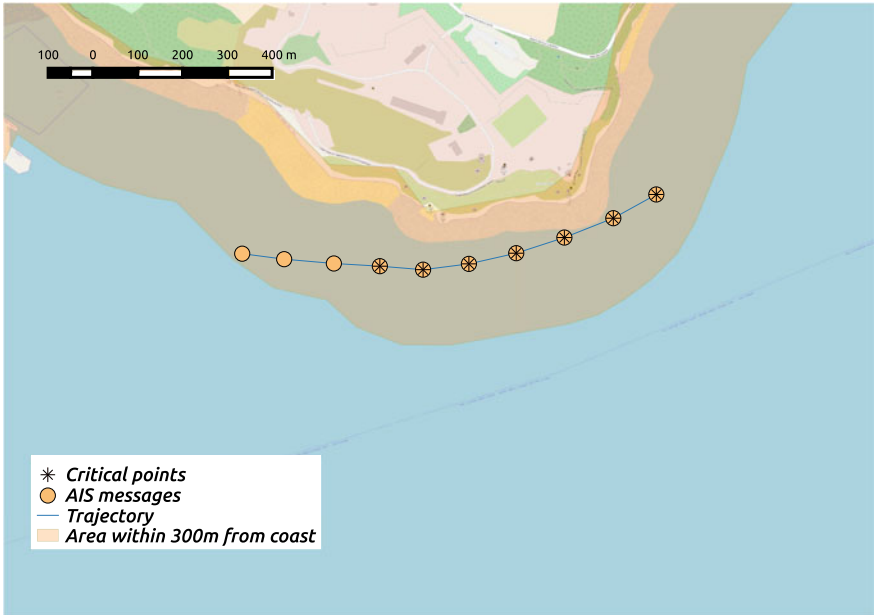 100 0 100 200 300 400 m
Critical points
AIS messages
Trajectory
Area within 300m from coast